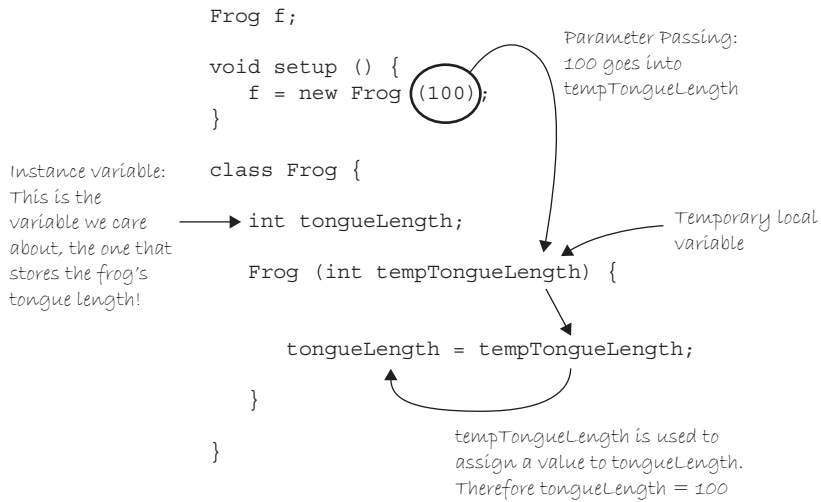 Frog f;
Parameter Passing:
100 goes into
tempTongueLength
void setup () {
f = new Frog (100);
}
Instance variable:
This is the
variable we care
about, the one that
stores the frog's
tongue length!
class Frog {
int tongueLength;
Temporary local
variable
Frog (int tempTongueLength) {
tongueLength = tempTongueLength;
}
}
tempTongueLength is used to
assign a value to tongueLength.
Therefore tongueLength = 100